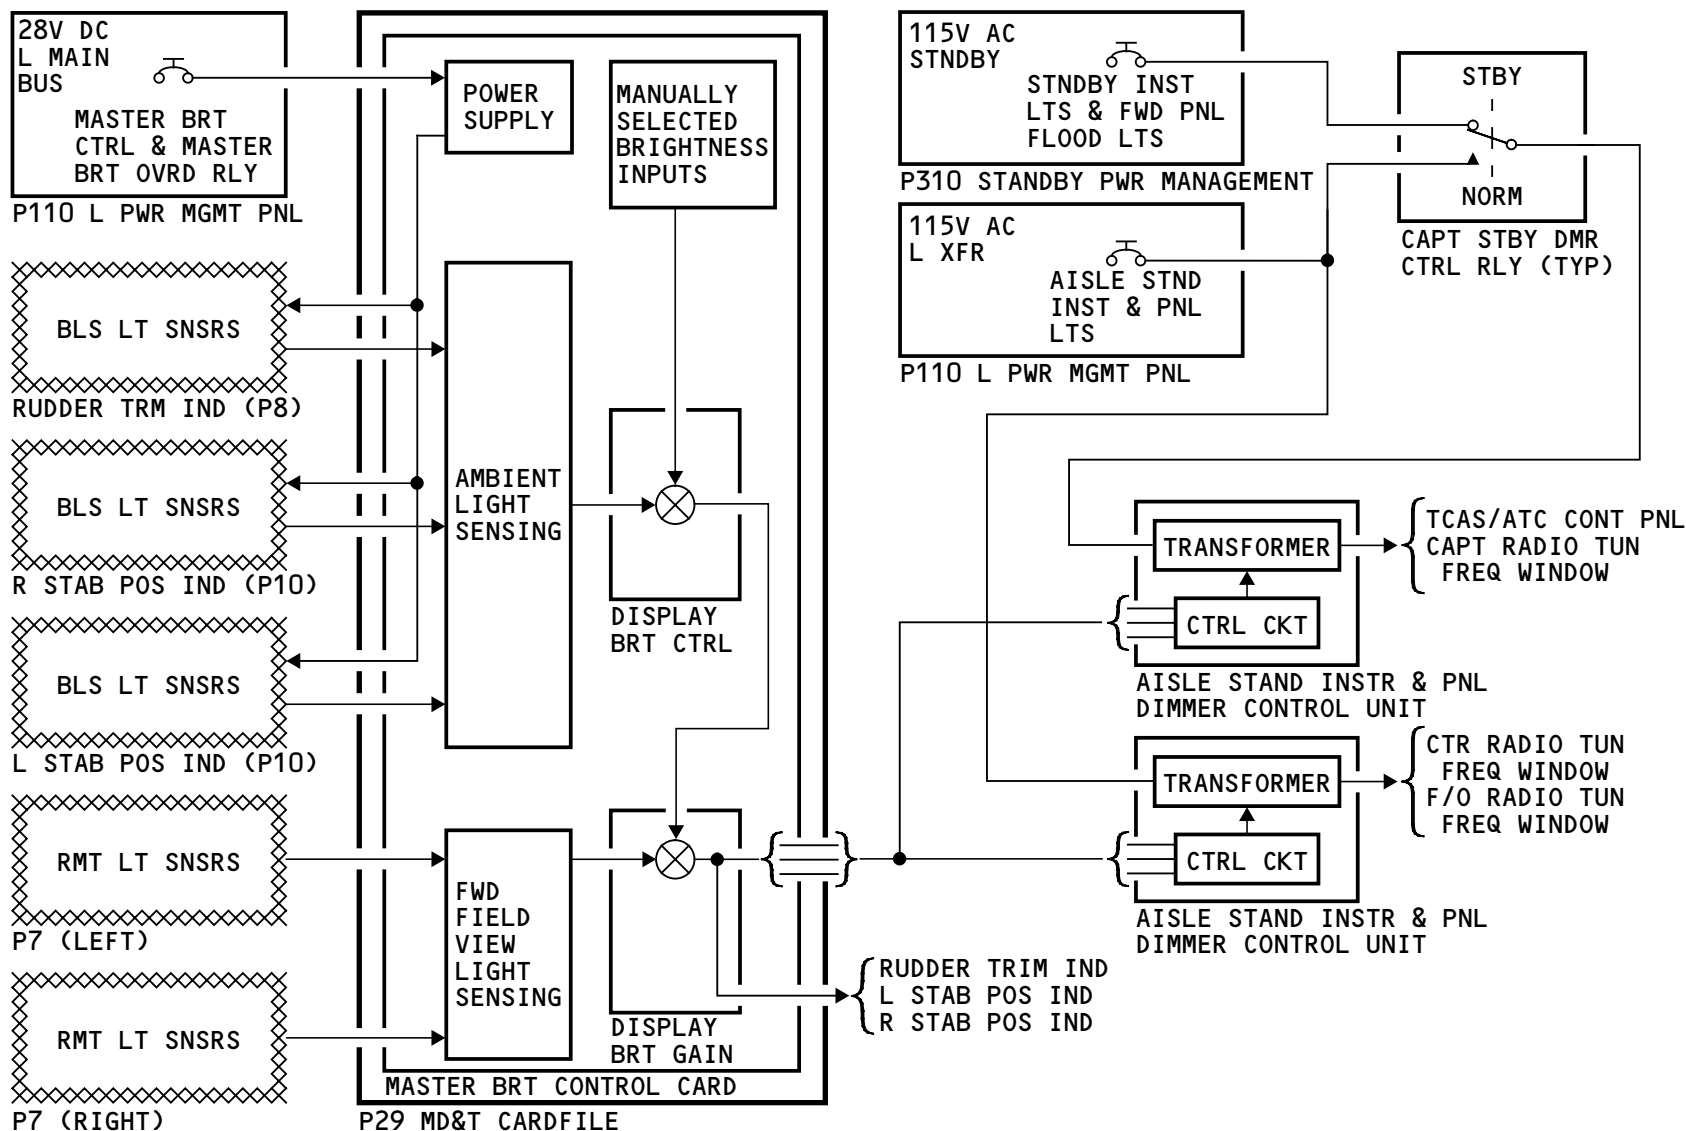 28V DC
L MAIN
BUS
MASTER BRT
CTRL & MASTER
BRT OVRD RLY
P110 L PWR MGMT PNL
BLS LT SNSRS
RUDDER TRM IND (P8)
BLS LT SNSRS
R STAB POS IND (P10)
BLS LT SNSRS
L STAB POS IND (P10)
RMT LT SNSRS
P7 (LEFT)
RMT LT SNSRS
P7 (RIGHT)
POWER
SUPPLY
MANUALLY
SELECTED
BRIGHTNESS
INPUTS
AMBIENT
LIGHT
SENSING
DISPLAY
BRT CTRL
FWD
FIELD
VIEW
LIGHT
SENSING
DISPLAY
BRT GAIN
MASTER BRT CONTROL CARD
P29 MD&T CARDFILE
115V AC
STNDBY
STNDBY INST
LTS & FWD PNL
FLOOD LTS
P310 STANDBY PWR MANAGEMENT
115V AC
L XFR
AISLE STND
INST & PNL
LTS
P110 L PWR MGMT PNL
STBY
NORM
CAPT STBY DMR
CTRL RLY (TYP)
TRANSFORMER
CTRL CKT
AISLE STAND INSTR & PNL
DIMMER CONTROL UNIT
TCAS/ATC CONT PNL
CAPT RADIO TUN
FREQ WINDOW
TRANSFORMER
CTRL CKT
AISLE STAND INSTR & PNL
DIMMER CONTROL UNIT
CTR RADIO TUN
FREQ WINDOW
F/O RADIO TUN
FREQ WINDOW
RUDDER TRIM IND
L STAB POS IND
R STAB POS IND